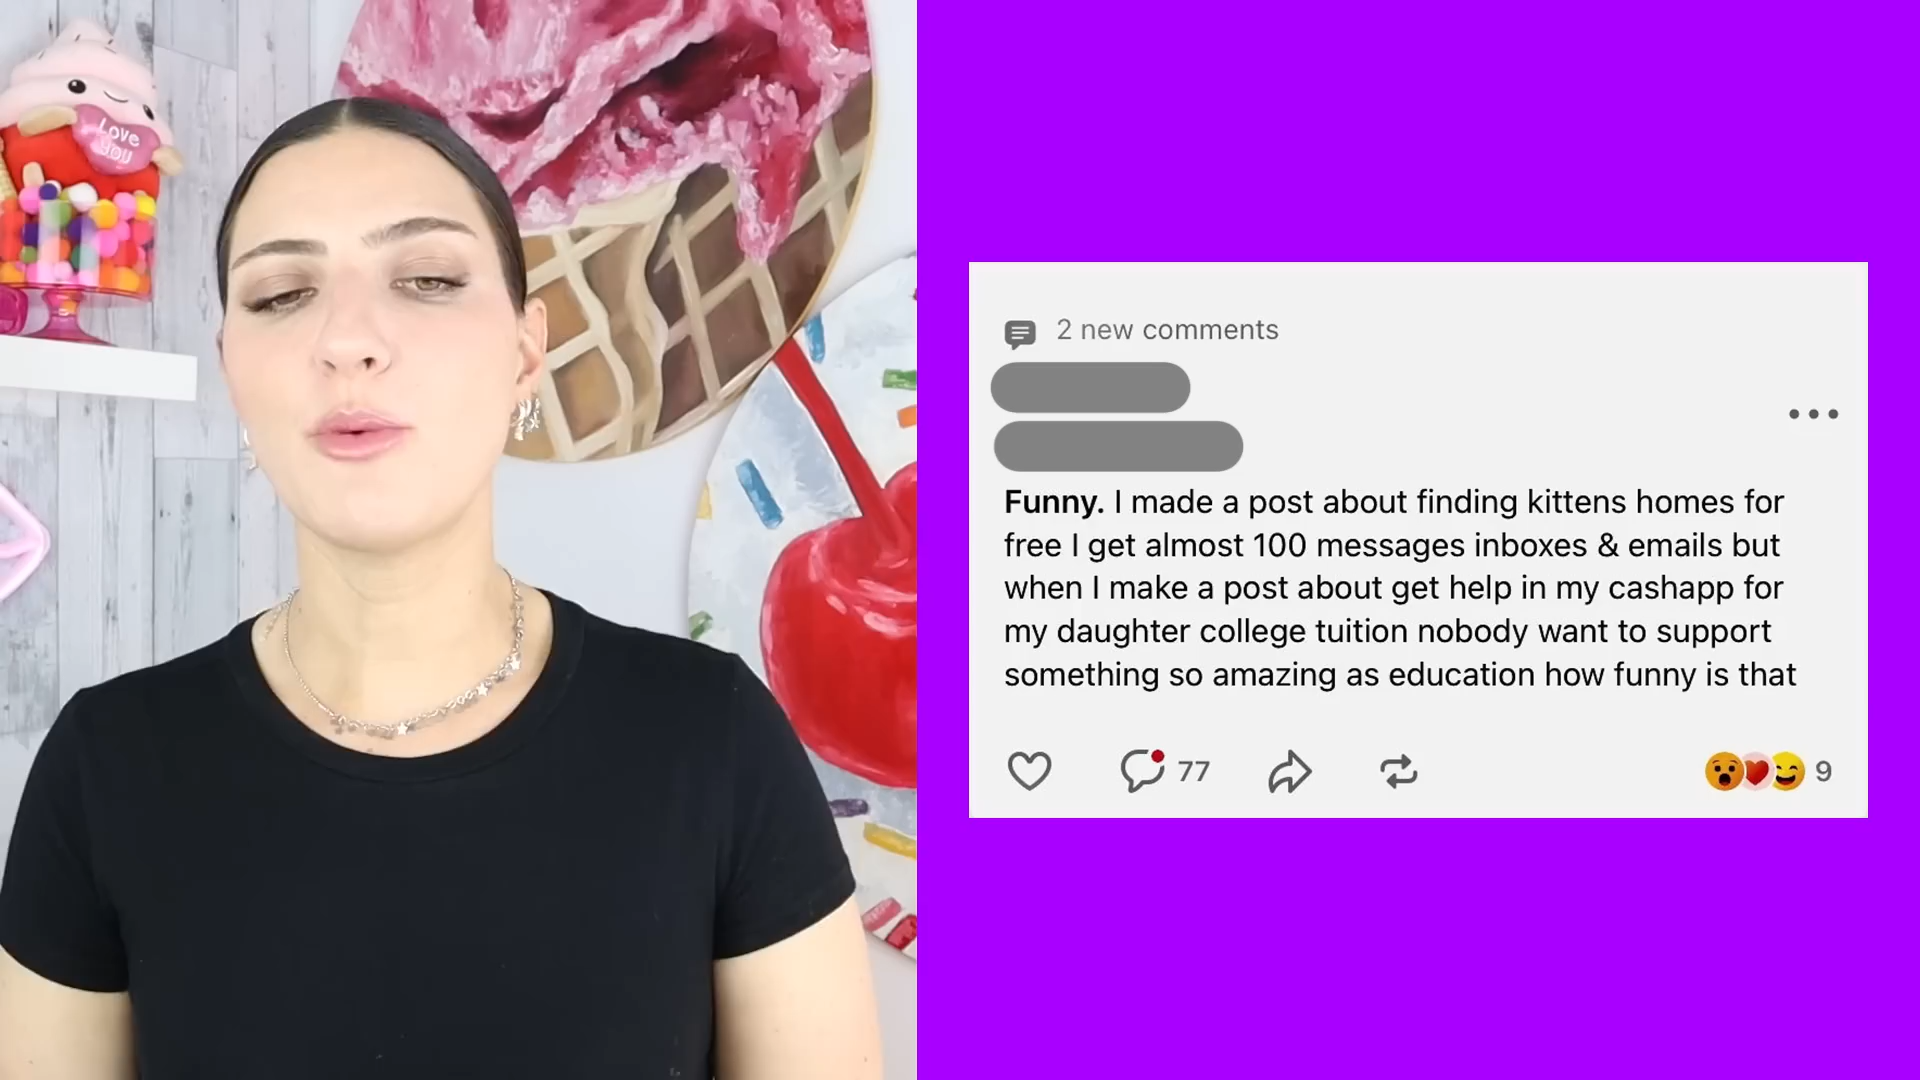 Love
YOU
2 new comments
Funny. I made a post about finding kittens homes for
free I get almost 100 messages inboxes & emails but
when I make a post about get help in my cashapp for
my daughter college tuition nobody want to support
something so amazing as education how funny is that
77
9